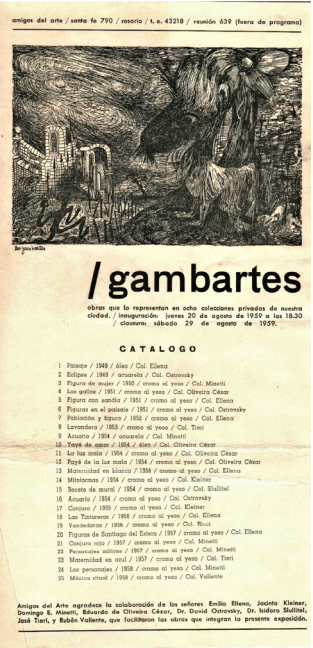 amigos del arte / santa fe 790 / rosario / t. e. 43218 / reunión 639 (fuera de programa)
leo gambartes
/gambartes
obras que lo representan en ocho colecciones privadas de nuestra
ciudad. / inauguración: jueves 20 de agosto de 1959 a las 18.30
/ clausura: sábado 29 de agosto de 1959.
CATALOGO
1 Paisaje / 1949 / óleo / Col. Ellena
2 Eclipse / 1949 / acuarela / Col. Ostrovsky
3 Figura de mujer / 1950 / cromo al yeso / Col. Minetti
4 Los gallos / 1951 / cromo al yeso / Col. Oliveira César
5 Figura con sandía / 1951 / cromo al yeso / Col. Ellena
6 Figuras en el paisaje / 1951 / cromo al yeso / Col. Ostrovsky
7 Población y figura / 1952 / cromo al yeso / Col. Ellena
8 Lavandera / 1953 / cromo al yeso / Col. Tieri
9 Acuario / 1954 / acuarela / Col. Minetti
10 Payé de amor / 1954 / óleo / Col. Oliveira César
11 La luz mala / 1954 / cromo al yeso / Col. Oliveira César
12 Payé de la luz mala / 1954 / cromo al yeso / Col. Oliveira César
13 Maternidad en blanco / 1954 / cromo al yeso / Col. Ellena
14 Mitoformas / 1954 / cromo al yeso / Col. Kleiner
15 Boceto de mural / 1954 / cromo al yeso / Col. Slullitel
16 Acuario / 1954 / cromo al yeso / Col. Ostrovsky
17 Conjuro / 1955 / cromo al yeso / Col. Kleiner
18 Las Tintoreras / 1956 / cromo al yeso / Col. Ellena
19 Vendedoras / 1956 / cromo al yeso / Col. Ricci
20 Figuras de Santiago del Estero / 1957 / cromo al yeso / Col. Ellena
21 Conjuro rojo / 1957 / cromo al yeso / Col. Minetti
22 Personajes míticos / 1957 / cromo al yeso / Col. Minetti
23 Maternidad en azul / 1957 / cromo al yeso / Col. Tieri
24 Los personajes / 1958 / cromo al yeso / Col. Minetti
25 Música ritual / 1958 / cromo al yeso / Col. Valiente
Amigos del Arte agradece la colaboración de los señores Emilio Ellena, Jacinto Kleiner,
Domingo E. Minetti, Eduardo de Oliveira César, Dr. David Ostrovsky, Dr. Isidoro Slullitel,
José Tieri, y Rubén Valiente, que facilitaron las obras que integran la presente exposición.